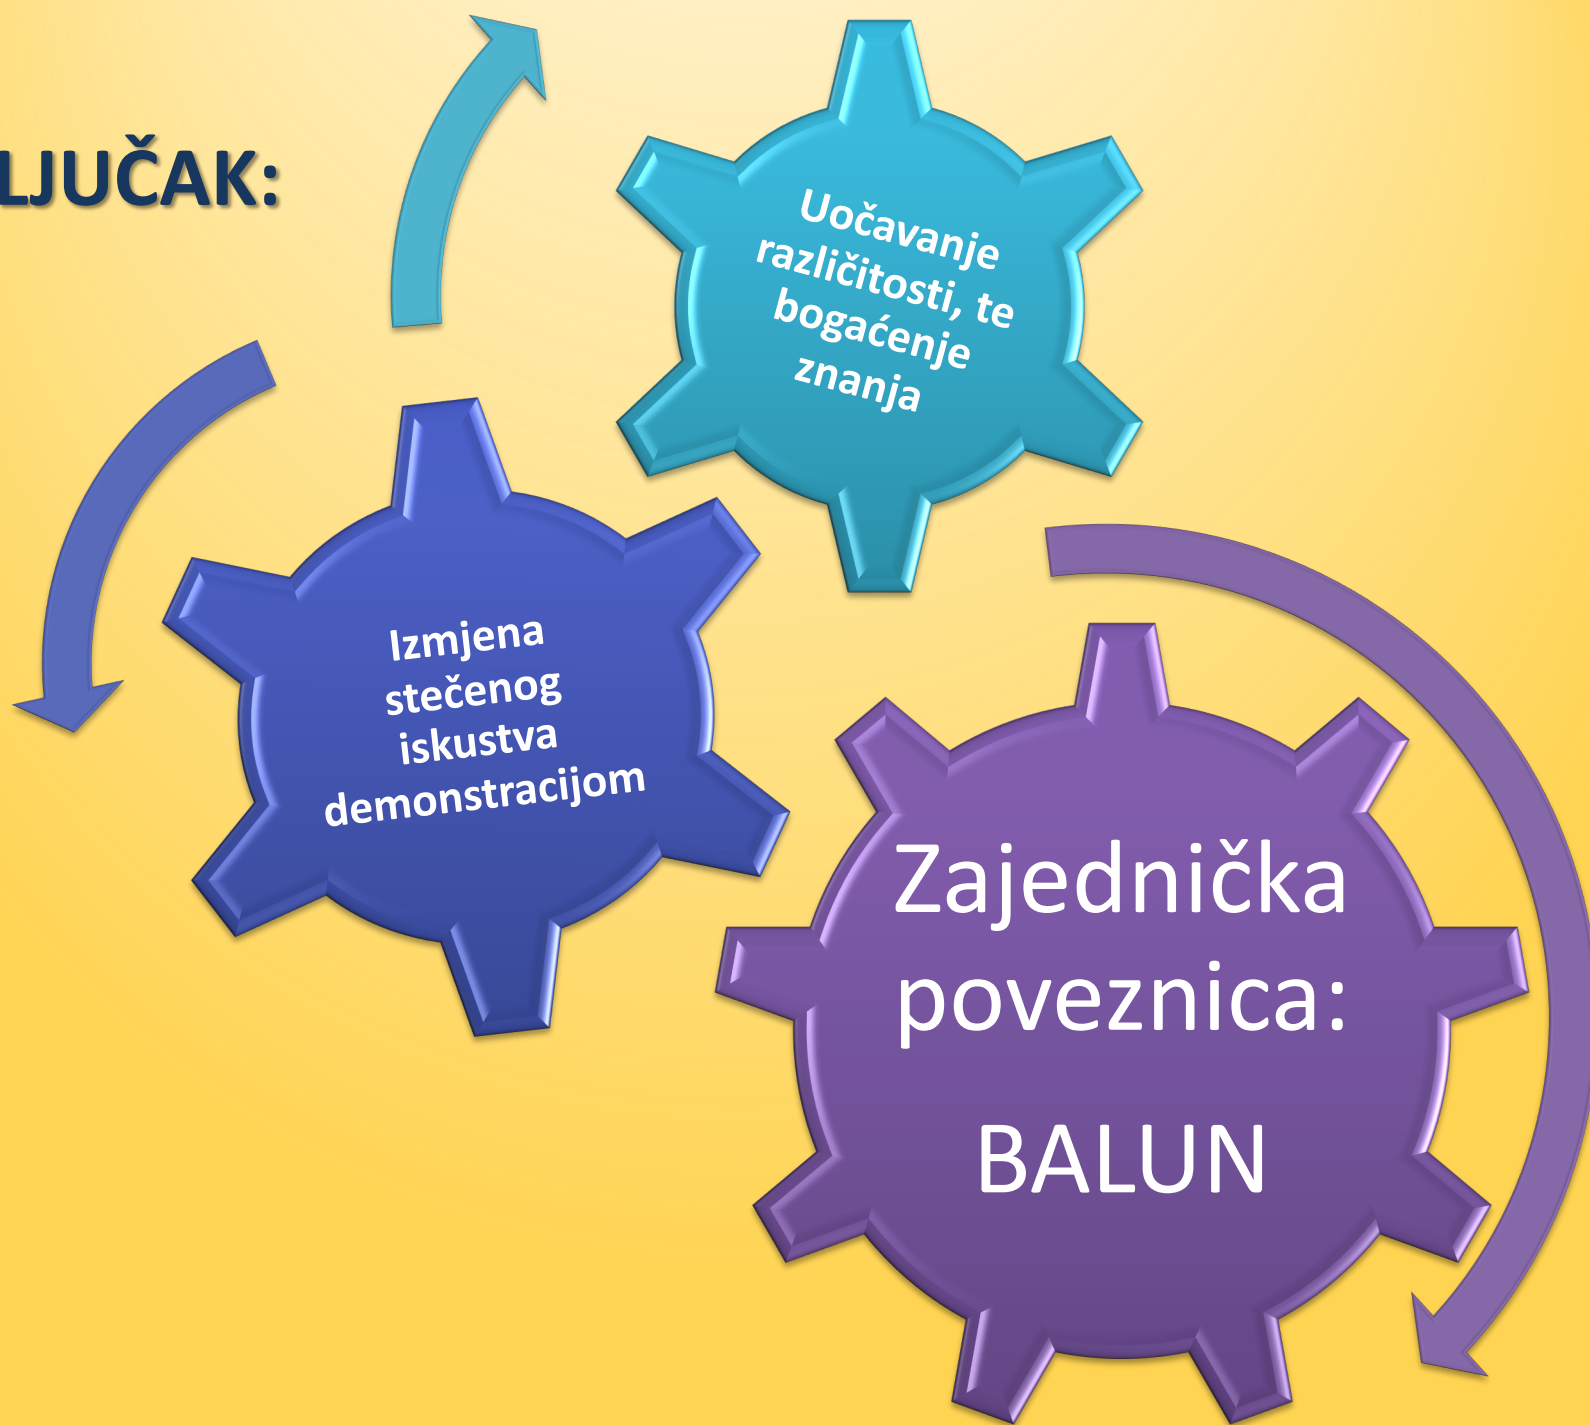 LJUČAK:
Uočavanje
različitosti, te
bogaćenje
znanja
Izmjena
stečenog
iskustva
demonstracijom
Zajednička
poveznica:
BALUN